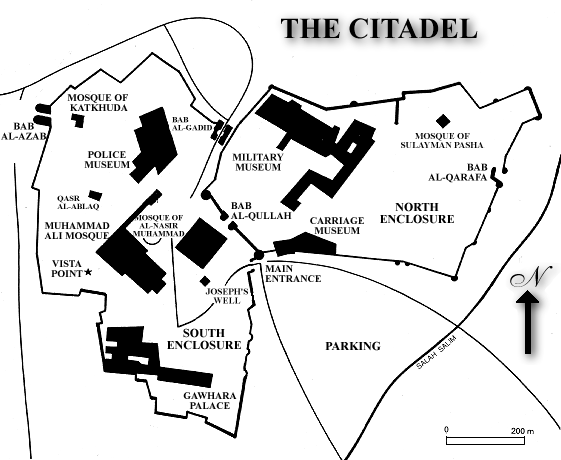 THE CITADEL
MOSQUE OF
KATKHUDA
BAB
AL-AZAB
BAB
AL-GADID
POLICE
MUSEUM
MILITARY
MUSEUM
MOSQUE OF
SULAYMAN PASHA
BAB
AL-QARAFA
QASR
AL-ABLAQ
MOSQUE OF
AL-NASIR
MUHAMMAD
BAB
AL-QULLAH
NORTH
ENCLOSURE
MUHAMMAD
ALI MOSQUE
CARRIAGE
MUSEUM
VISTA
POINT
MAIN
ENTRANCE
JOSEPH'S
WELL
N
SOUTH
ENCLOSURE
PARKING
SALAH SALIM
GAWHARA
PALACE
0 200 m